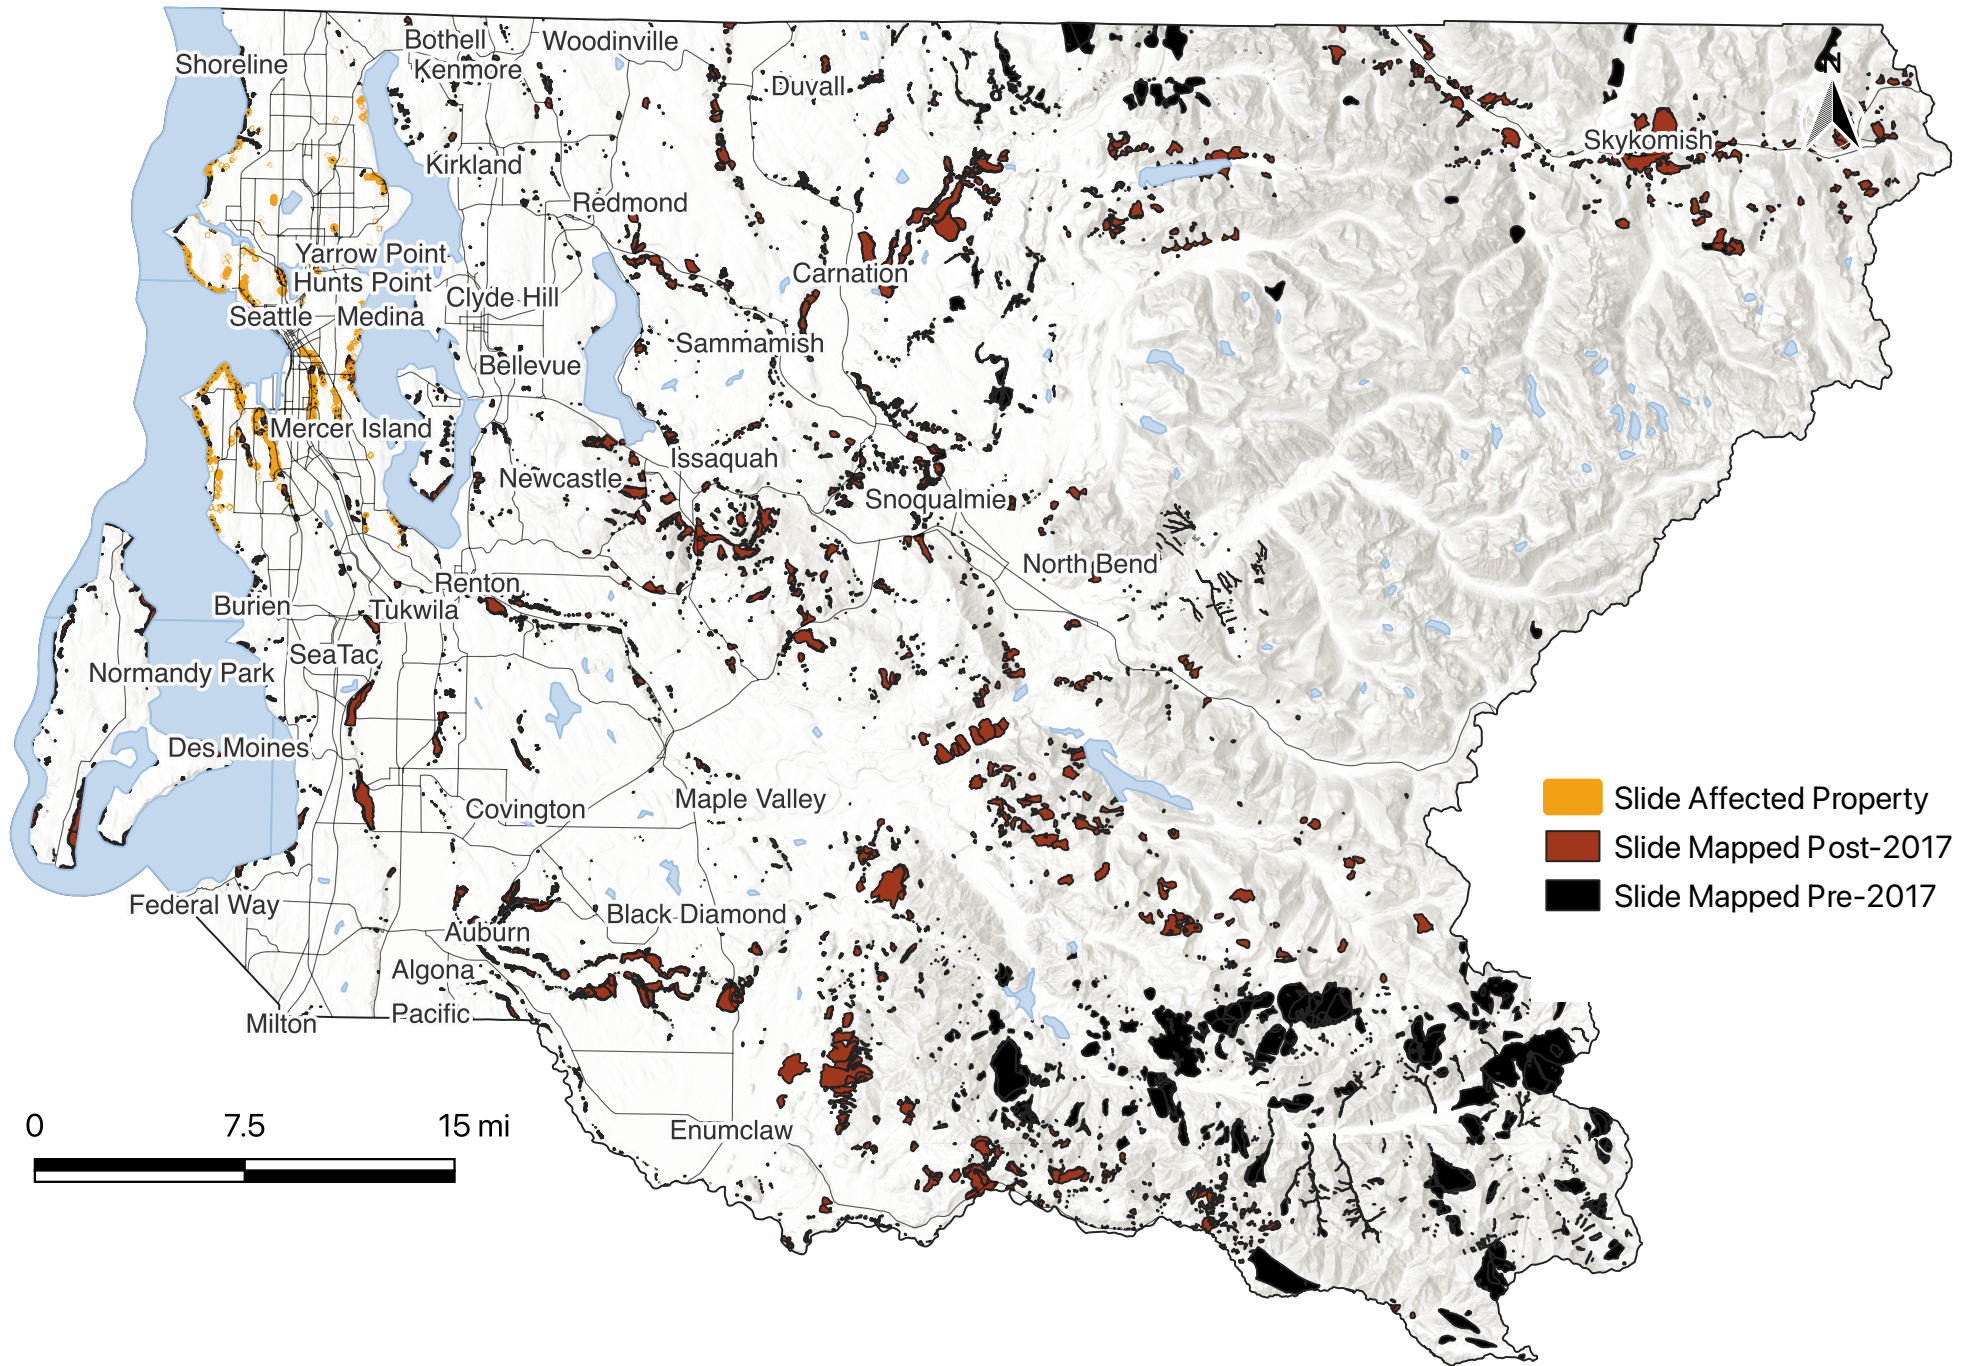 Bothell
Woodinville
Shoreline
Kenmore
Duvall
N
Skykomish
Kirkland
Redmond
Yarrow Point
Hunts Point
Carnation
Clyde Hill
Seattle
Medina
Sammamish
Bellevue
Mercer Island
Issaquah
Newcastle
Snoqualmie
North Bend
Renton
Burien
Tukwila
SeaTac
Normandy Park
Des Moines
Maple Valley
Covington
Slide Affected Property
Slide Mapped Post-2017
Slide Mapped Pre-2017
Federal Way
Black Diamond
Auburn
Algona
Pacific
Milton
Enumclaw
0 7.5 15 mi